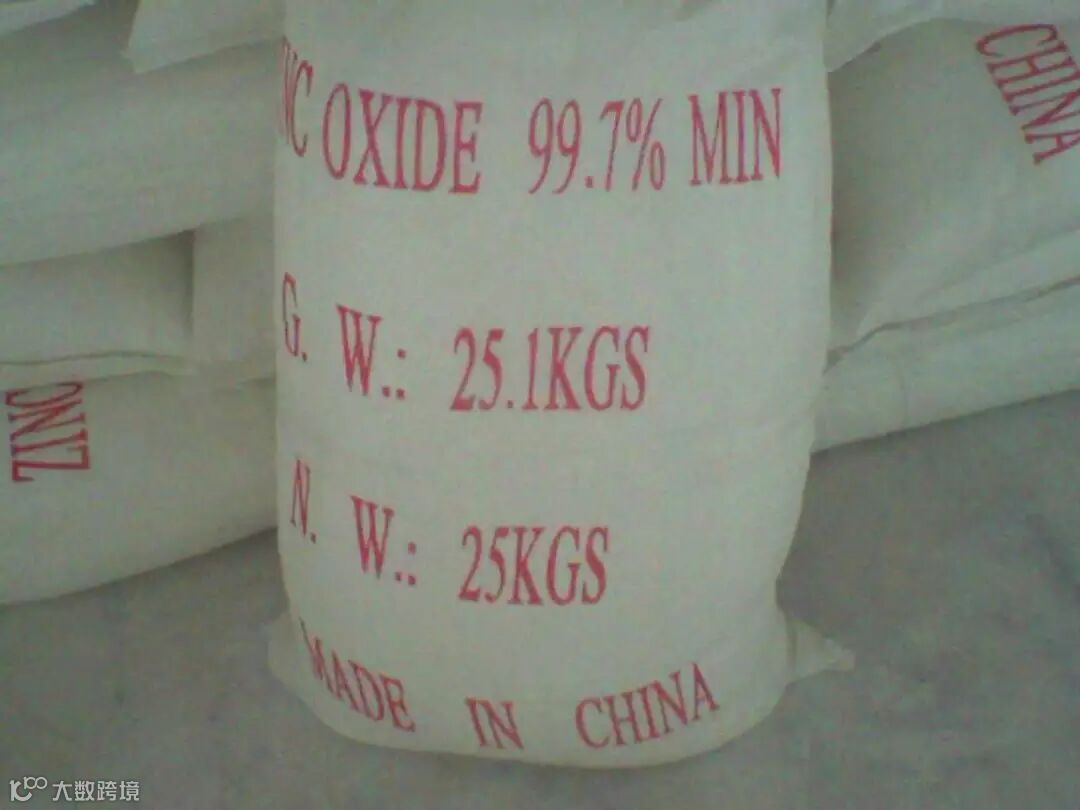 NC OXIDE 99.7% MIN
G. W.: 25.1KGS
N. W.: 25KGS
MADE IN CHINA
ZINC
CHINA
大数跨境